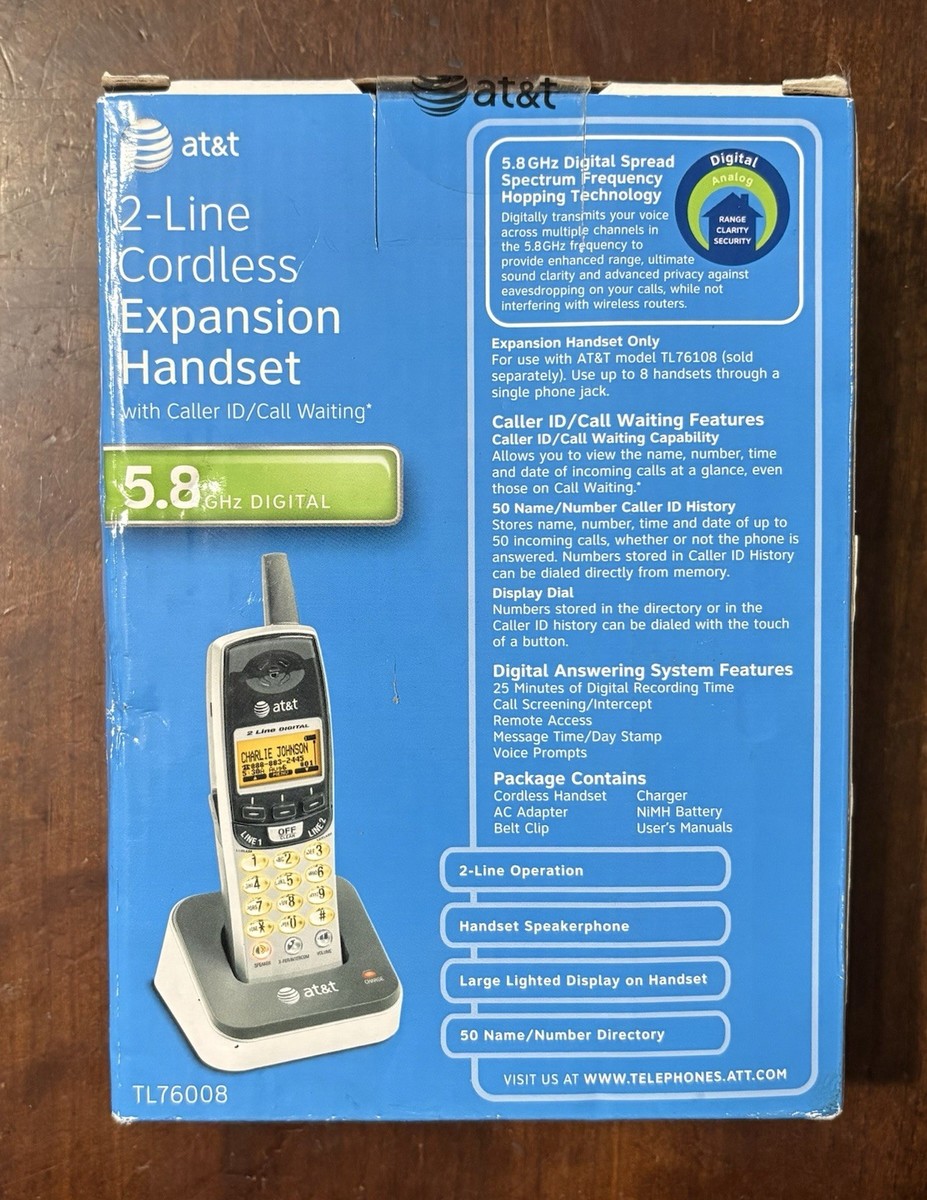 at&t
at&t
2-Line
Cordless
Expansion
Handset
with Caller ID/Call Waiting*
5.8 GHz DIGITAL
at&t
2 Line DIGITAL
CHARLIE JOHNSON
MENU
LINE 1
OFF
CLEAR
LINE 2
1
2
3
4
5
6
7
8
9
*
0
#
SPEAKER
VOLUME
CHARGE
at&t
TL76008
5.8GHz Digital Spread
Spectrum Frequency
Hopping Technology
Digitally transmits your voice
across multiple channels in
the 5.8GHz frequency to
provide enhanced range, ultimate
sound clarity and advanced privacy against
eavesdropping on your calls, while not
interfering with wireless routers.
Digital
Analog
RANGE
CLARITY
SECURITY
Expansion Handset Only
For use with AT&T model TL76108 (sold
separately). Use up to 8 handsets through a
single phone jack.
Caller ID/Call Waiting Features
Caller ID/Call Waiting Capability
Allows you to view the name, number, time
and date of incoming calls at a glance, even
those on Call Waiting.*
50 Name/Number Caller ID History
Stores name, number, time and date of up to
50 incoming calls, whether or not the phone is
answered. Numbers stored in Caller ID History
can be dialed directly from memory.
Display Dial
Numbers stored in the directory or in the
Caller ID history can be dialed with the touch
of a button.
Digital Answering System Features
25 Minutes of Digital Recording Time
Call Screening/Intercept
Remote Access
Message Time/Day Stamp
Voice Prompts
Package Contains
Cordless Handset Charger
AC Adapter NiMH Battery
Belt Clip User's Manuals
2-Line Operation
Handset Speakerphone
Large Lighted Display on Handset
50 Name/Number Directory
VISIT US AT WWW.TELEPHONES.ATT.COM